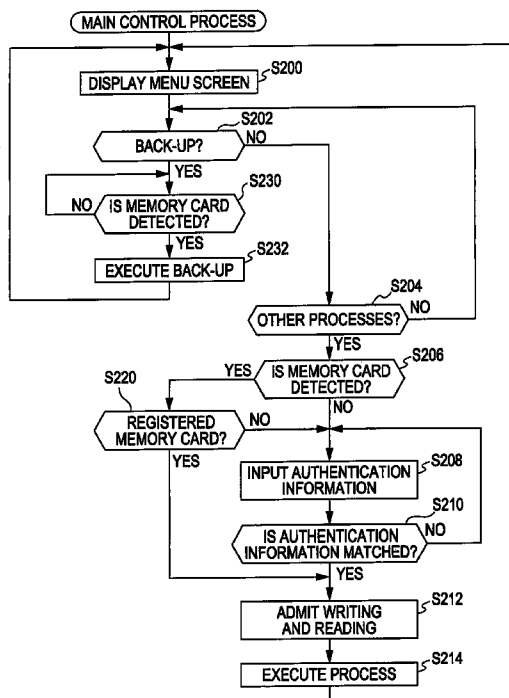 MAIN CONTROL PROCESS
S200
DISPLAY MENU SCREEN
S202
BACK-UP?
NO
YES
S230
NO
IS MEMORY CARD
DETECTED?
YES
S232
EXECUTE BACK-UP
S204
OTHER PROCESSES?
NO
YES
S206
YES
IS MEMORY CARD
DETECTED?
S220
NO
REGISTERED
MEMORY CARD?
NO
YES
S208
INPUT AUTHENTICATION
INFORMATION
S210
IS AUTHENTICATION
INFORMATION MATCHED?
NO
YES
S212
ADMIT WRITING
AND READING
S214
EXECUTE PROCESS